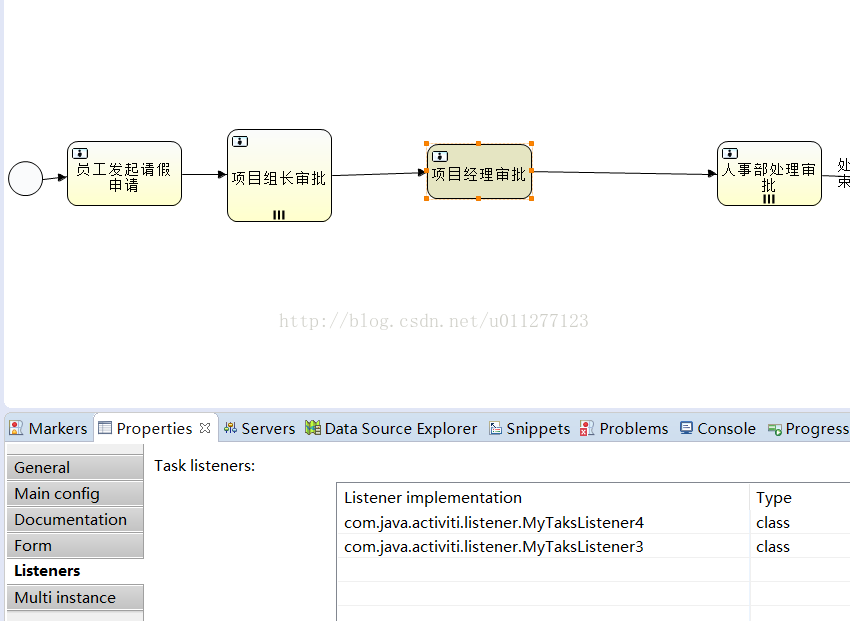 员工发起请假
申请
项目组长审批
项目经理审批
人事部处理审
批
处
束
http://blog.csdn.net/u011277123
Markers
Properties
Servers
Data Source Explorer
Snippets
Problems
Console
Progress
General
Main config
Documentation
Form
Listeners
Multi instance
Task listeners:
Listener implementation
Type
com.java.activiti.listener.MyTaksListener4
class
com.java.activiti.listener.MyTaksListener3
class